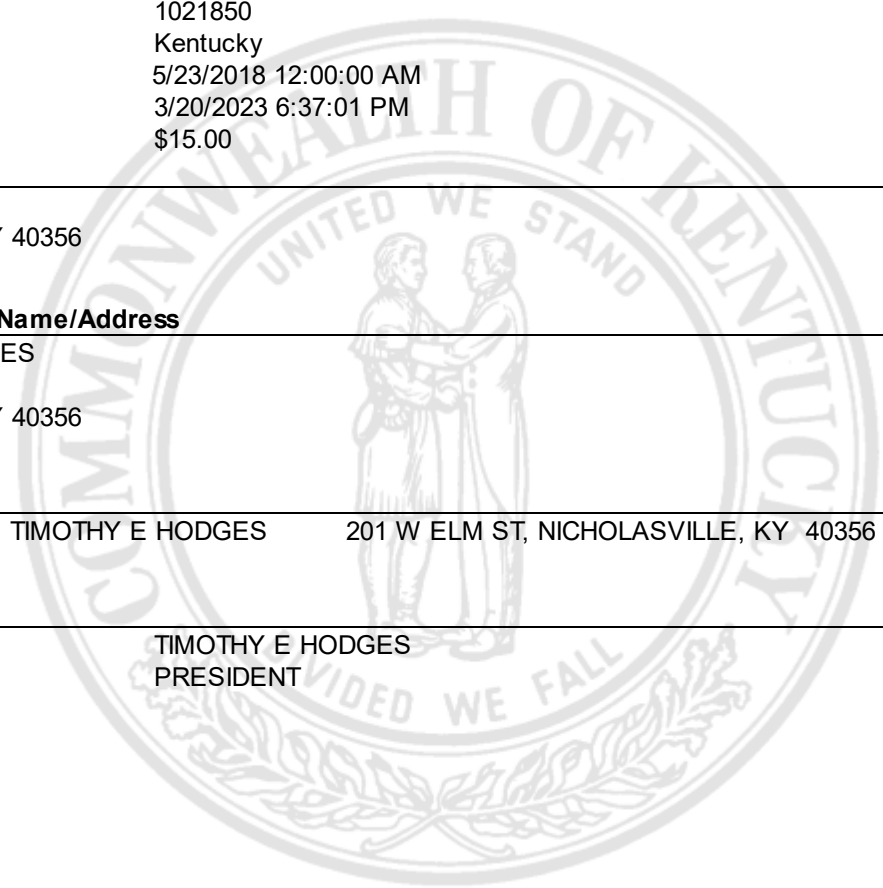 1021850
Kentucky
5/23/2018 12:00:00 AM
3/20/2023 6:37:01 PM
$15.00
40356
Name/Address
ES
40356
TIMOTHY E HODGES 201 W ELM ST, NICHOLASVILLE, KY 40356
TIMOTHY E HODGES
PRESIDENT
COMMONWEALTH OF KENTUCKY
UNITED WE STAND
DIVIDED WE FALL